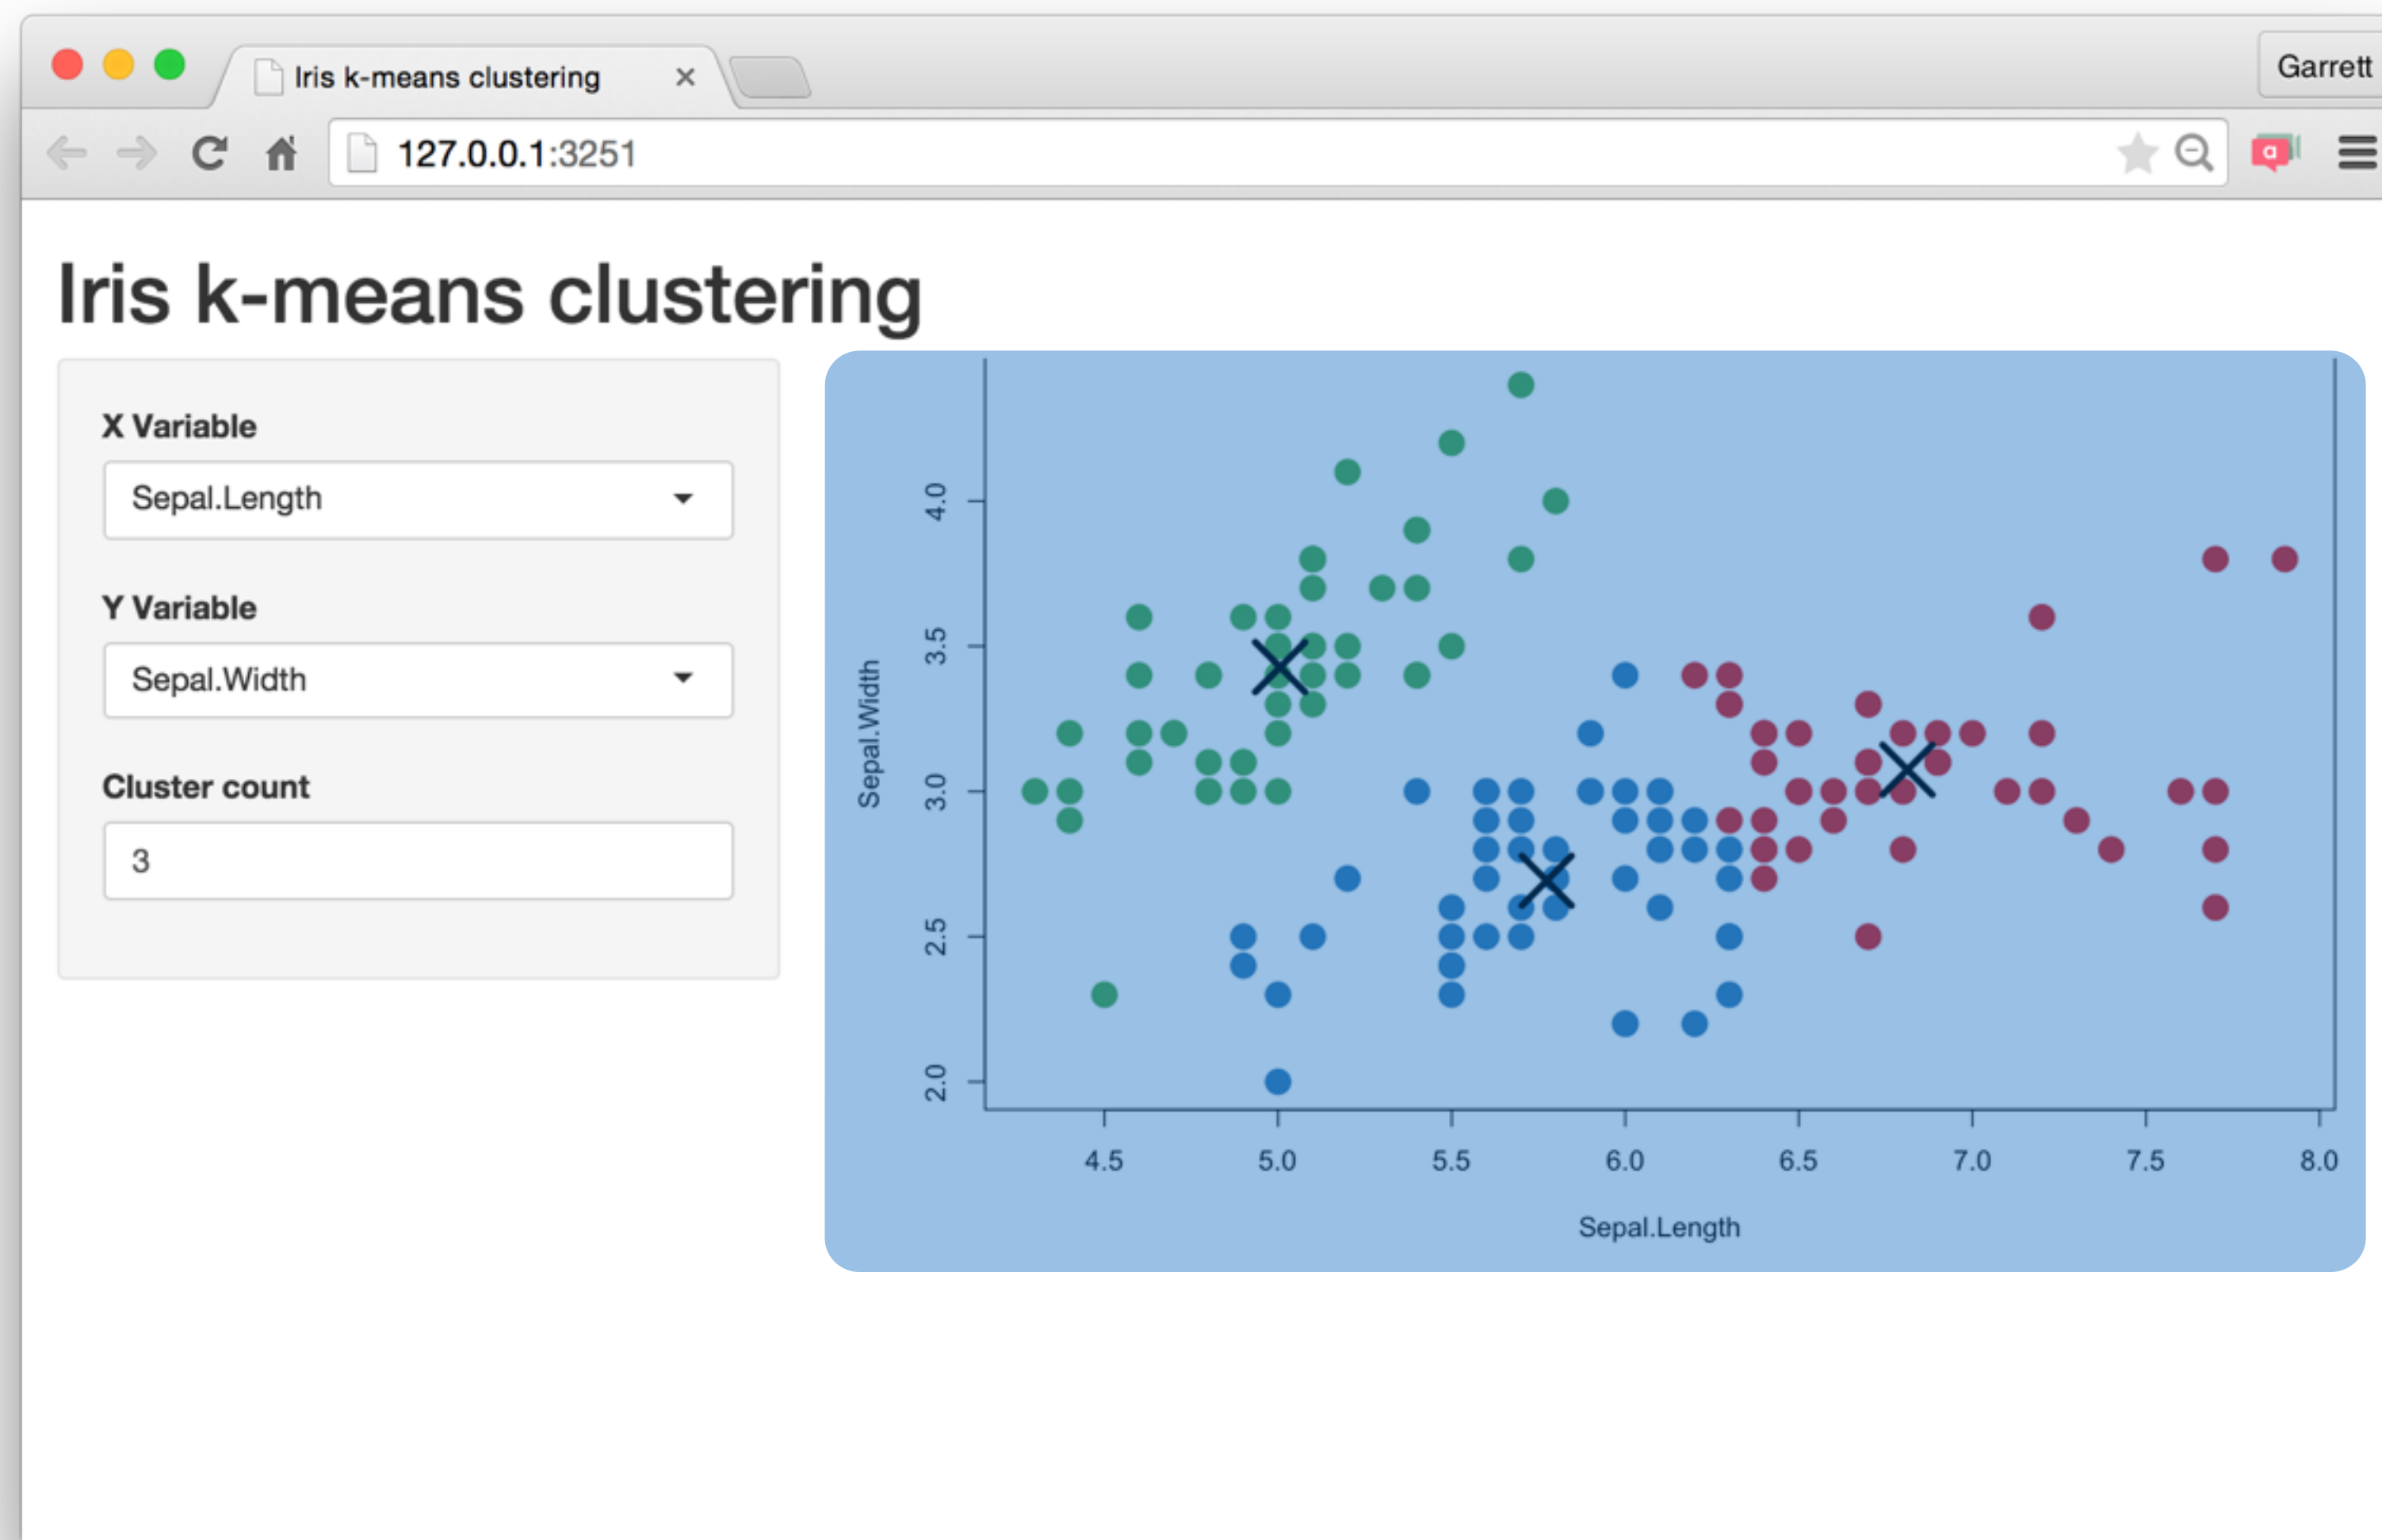 Iris k-means clustering
Garrett
127.0.0.1:3251
a
Iris k-means clustering
X Variable
Sepal.Length
Y Variable
Sepal.Width
Cluster count
3
Sepal.Width
4.0
3.5
3.0
2.5
2.0
4.5 5.0 5.5 6.0 6.5 7.0 7.5 8.0
Sepal.Length